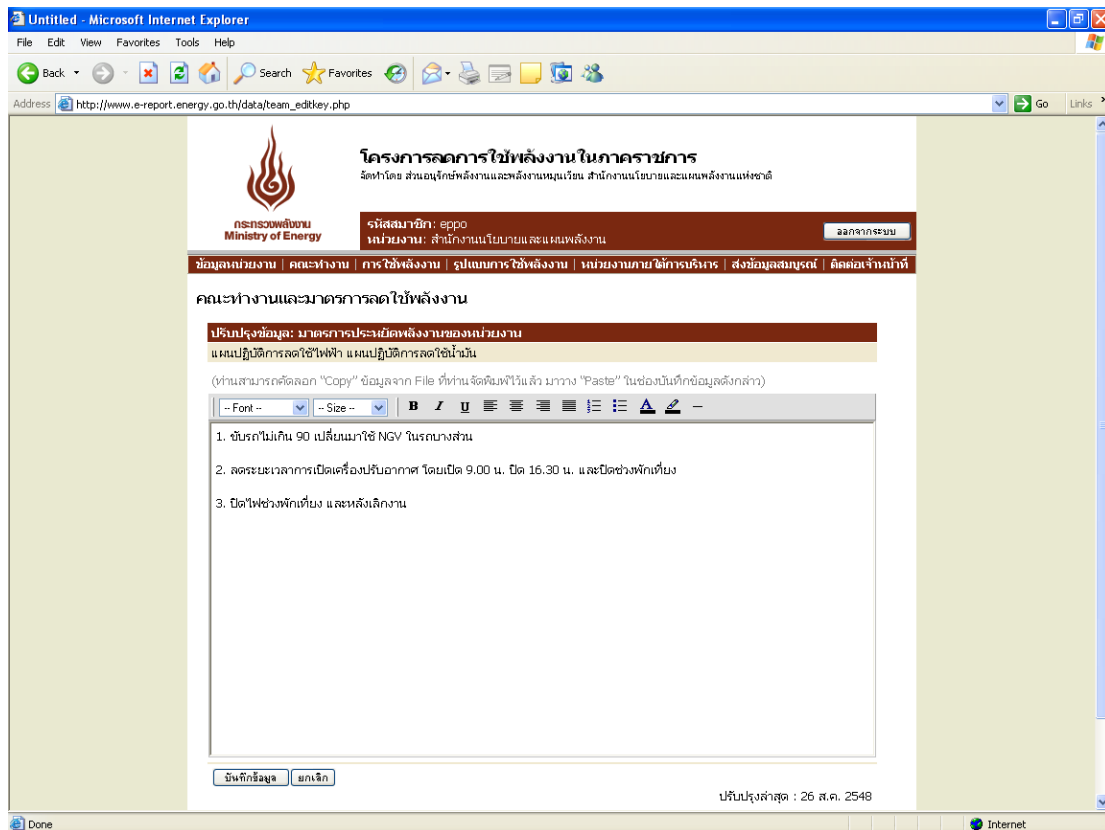 Untitled - Microsoft Internet Explorer
File Edit View Favorites Tools Help
Back Search Favorites
Address http://www.e-report.energy.go.th/data/team_editkey.php Go Links
โครงการลดการใช้พลังงานในภาคราชการ
จัดทำโดย ส่วนอนุรักษ์พลังงานและพลังงานหมุนเวียน สำนักงานนโยบายและแผนพลังงานแห่งชาติ
กระทรวงพลังงาน
Ministry of Energy
รหัสสมาชิก: eppo
หน่วยงาน: สำนักงานนโยบายและแผนพลังงาน
ออกจากระบบ
ข้อมูลหน่วยงาน | คณะทำงาน | การใช้พลังงาน | รูปแบบการใช้พลังงาน | หน่วยงานภายใต้การบริหาร | ส่งข้อมูลสมบูรณ์ | ติดต่อเจ้าหน้าที่
คณะทำงานและมาตรการลดใช้พลังงาน
ปรับปรุงข้อมูล: มาตรการประหยัดพลังงานของหน่วยงาน
แผนปฏิบัติการลดใช้ไฟฟ้า แผนปฏิบัติการลดใช้น้ำมัน
(ท่านสามารถคัดลอก "Copy" ข้อมูลจาก File ที่ท่านจัดพิมพ์ไว้แล้ว มาวาง "Paste" ในช่องบันทึกข้อมูลดังกล่าว)
-- Font -- -- Size -- B I U A
1. ขับรถไม่เกิน 90 เปลี่ยนมาใช้ NGV ในรถบางส่วน
2. ลดระยะเวลาการเปิดเครื่องปรับอากาศ โดยเปิด 9.00 น. ปิด 16.30 น. และปิดช่วงพักเที่ยง
3. ปิดไฟช่วงพักเที่ยง และหลังเลิกงาน
บันทึกข้อมูล ยกเลิก
ปรับปรุงล่าสุด : 26 ส.ค. 2548
Done Internet